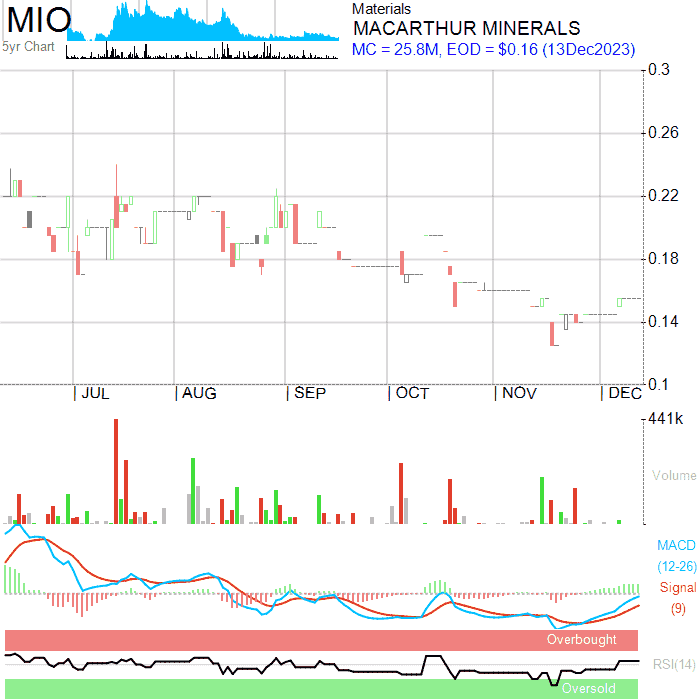 MIO
5yr Chart
Materials
MACARTHUR MINERALS
MC = 25.8M, EOD = $0.16 (13Dec2023)
0.3
0.26
0.22
0.18
0.14
0.1
JUL AUG SEP OCT NOV DEC
441k
Volume
MACD
(12-26)
Signal
(9)
Overbought
RSI(14)
Oversold